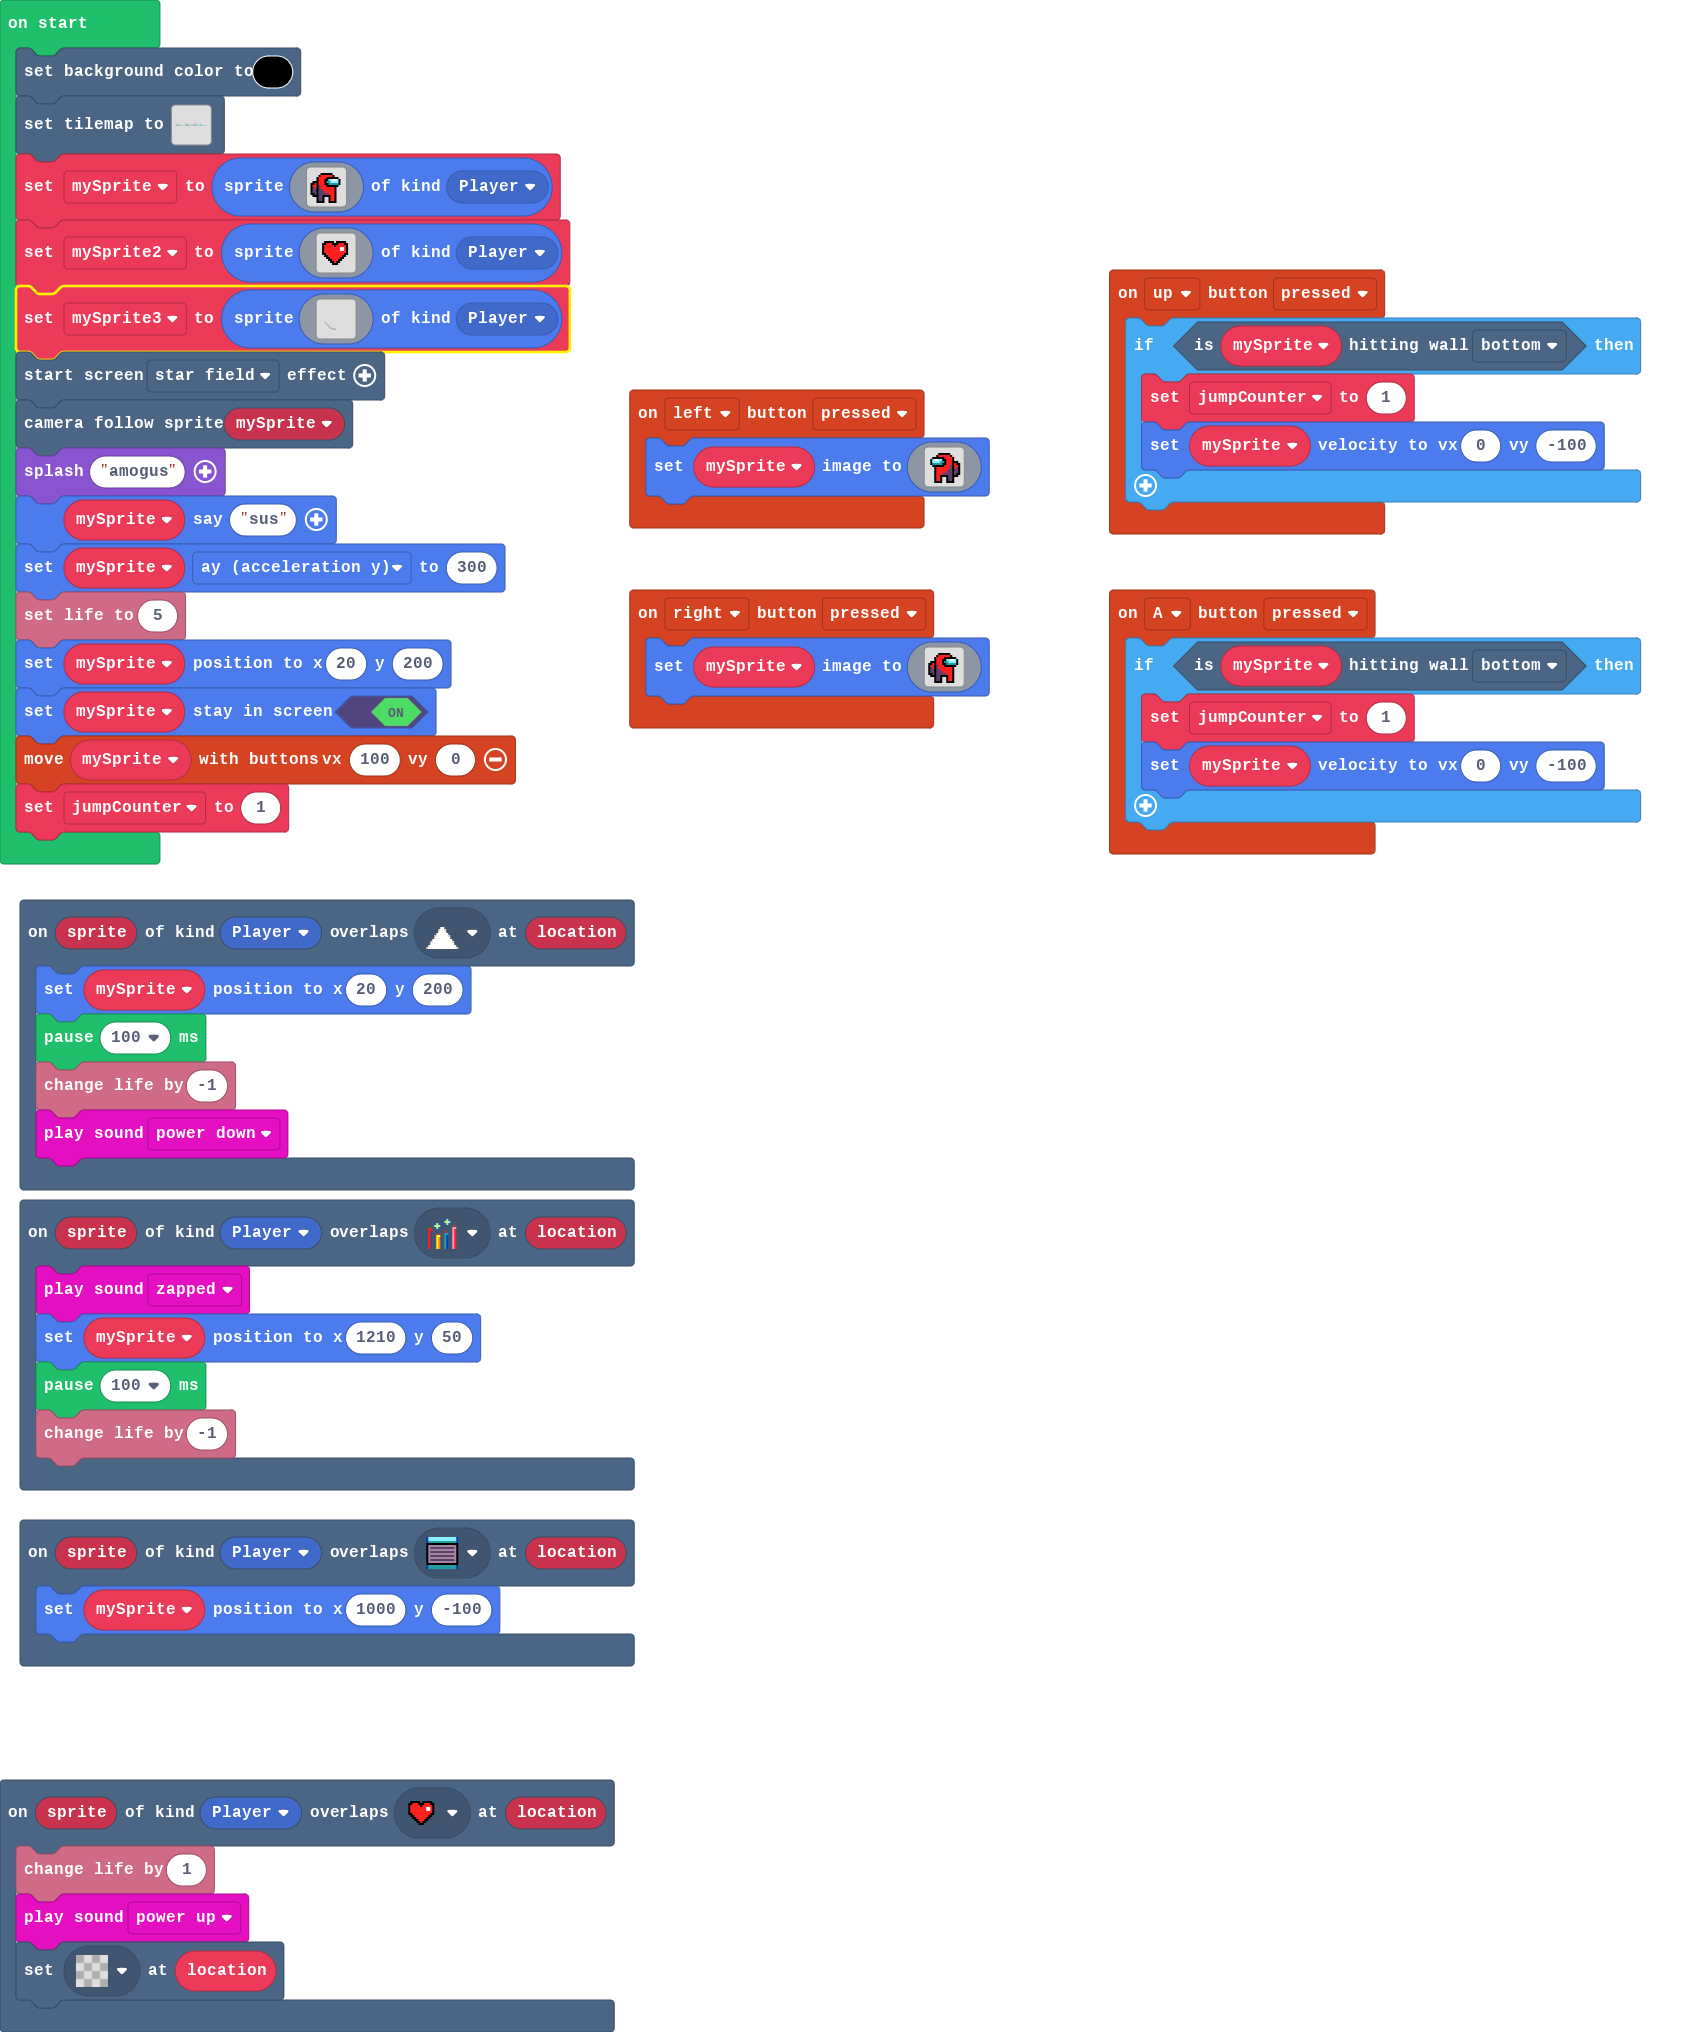 on start
set background color to
set tilemap to
set mySprite to sprite of kind Player
set mySprite2 to sprite of kind Player
set mySprite3 to sprite of kind Player
start screen star field effect
camera follow sprite mySprite
splash "amogus"
mySprite say "sus"
set mySprite ay (acceleration y) to 300
set life to 5
set mySprite position to x 20 y 200
set mySprite stay in screen ON
move mySprite with buttons vx 100 vy 0
set jumpCounter to 1
on left button pressed
set mySprite image to
on right button pressed
set mySprite image to
on up button pressed
if is mySprite hitting wall bottom then
set jumpCounter to 1
set mySprite velocity to vx 0 vy -100
on A button pressed
if is mySprite hitting wall bottom then
set jumpCounter to 1
set mySprite velocity to vx 0 vy -100
on sprite of kind Player overlaps at location
set mySprite position to x 20 y 200
pause 100 ms
change life by -1
play sound power down
on sprite of kind Player overlaps at location
play sound zapped
set mySprite position to x 1210 y 50
pause 100 ms
change life by -1
on sprite of kind Player overlaps at location
set mySprite position to x 1000 y -100
on sprite of kind Player overlaps at location
change life by 1
play sound power up
set at location